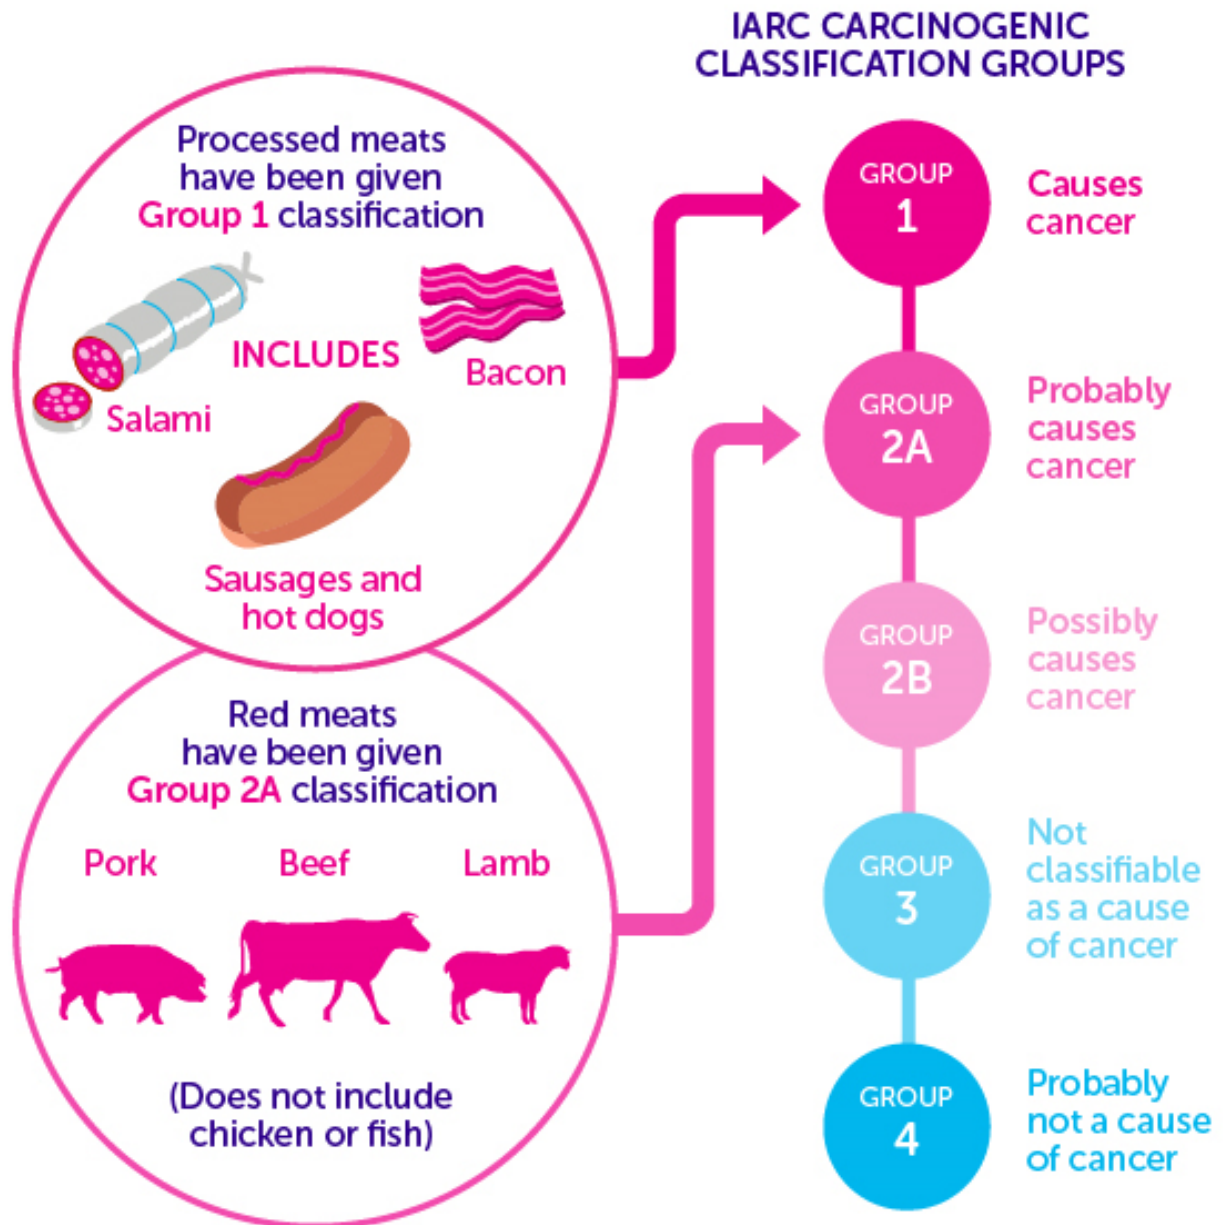 IARC CARCINOGENIC
CLASSIFICATION GROUPS
Processed meats
have been given
Group 1 classification
INCLUDES
Salami
Bacon
Sausages and
hot dogs
Red meats
have been given
Group 2A classification
Pork
Beef
Lamb
(Does not include
chicken or fish)
GROUP
1
Causes
cancer
GROUP
2A
Probably
causes
cancer
GROUP
2B
Possibly
causes
cancer
GROUP
3
Not
classifiable
as a cause
of cancer
GROUP
4
Probably
not a cause
of cancer